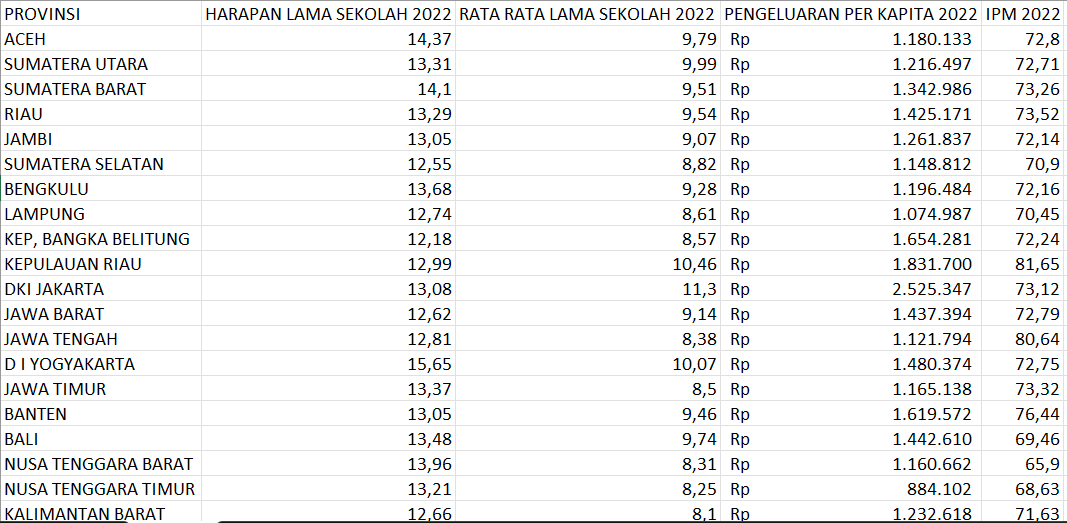 PROVINSI HARAPAN LAMA SEKOLAH 2022 RATA RATA LAMA SEKOLAH 2022 PENGELUARAN PER KAPITA 2022 IPM 2022
ACEH 14,37 9,79 Rp 1.180.133 72,8
SUMATERA UTARA 13,31 9,99 Rp 1.216.497 72,71
SUMATERA BARAT 14,1 9,51 Rp 1.342.986 73,26
RIAU 13,29 9,54 Rp 1.425.171 73,52
JAMBI 13,05 9,07 Rp 1.261.837 72,14
SUMATERA SELATAN 12,55 8,82 Rp 1.148.812 70,9
BENGKULU 13,68 9,28 Rp 1.196.484 72,16
LAMPUNG 12,74 8,61 Rp 1.074.987 70,45
KEP, BANGKA BELITUNG 12,18 8,57 Rp 1.654.281 72,24
KEPULAUAN RIAU 12,99 10,46 Rp 1.831.700 81,65
DKI JAKARTA 13,08 11,3 Rp 2.525.347 73,12
JAWA BARAT 12,62 9,14 Rp 1.437.394 72,79
JAWA TENGAH 12,81 8,38 Rp 1.121.794 80,64
D I YOGYAKARTA 15,65 10,07 Rp 1.480.374 72,75
JAWA TIMUR 13,37 8,5 Rp 1.165.138 73,32
BANTEN 13,05 9,46 Rp 1.619.572 76,44
BALI 13,48 9,74 Rp 1.442.610 69,46
NUSA TENGGARA BARAT 13,96 8,31 Rp 1.160.662 65,9
NUSA TENGGARA TIMUR 13,21 8,25 Rp 884.102 68,63
KALIMANTAN BARAT 12,66 8,1 Rp 1.232.618 71,63